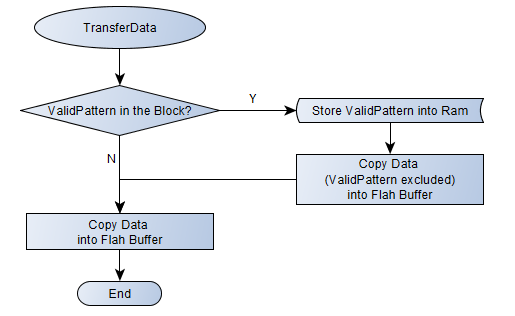 TransferData
ValidPattern in the Block?
Y
Store ValidPattern into Ram
N
Copy Data
(ValidPattern excluded)
into Flah Buffer
Copy Data
into Flah Buffer
End